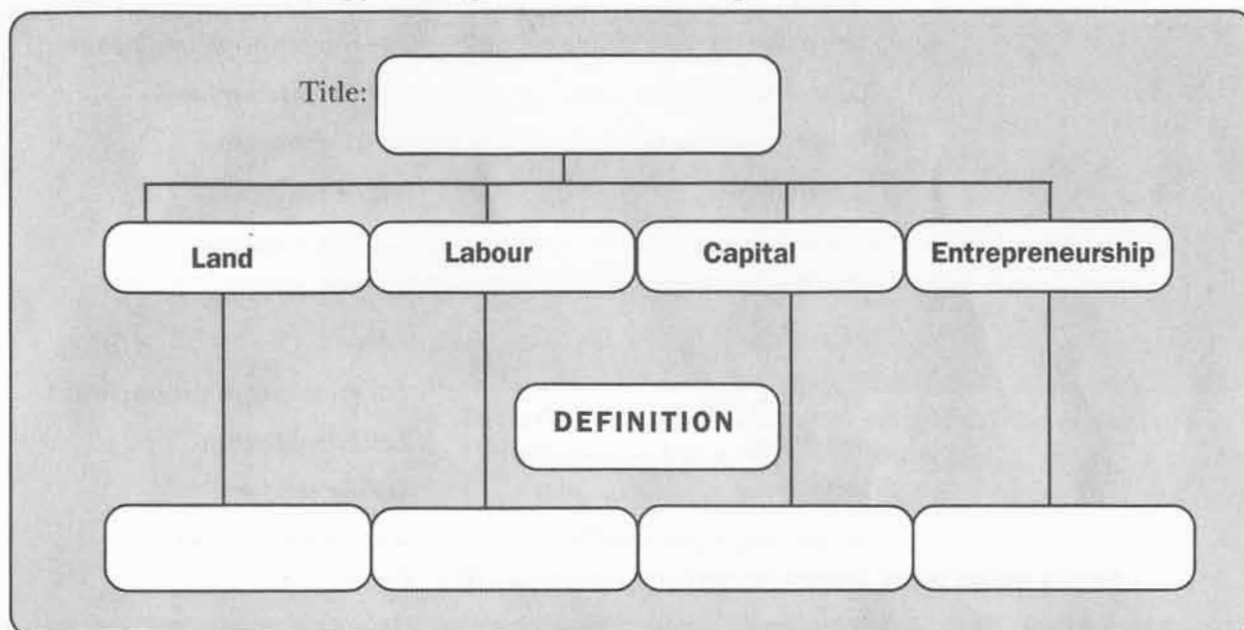 Title:
Land
Labour
Capital
Entrepreneurship
DEFINITION